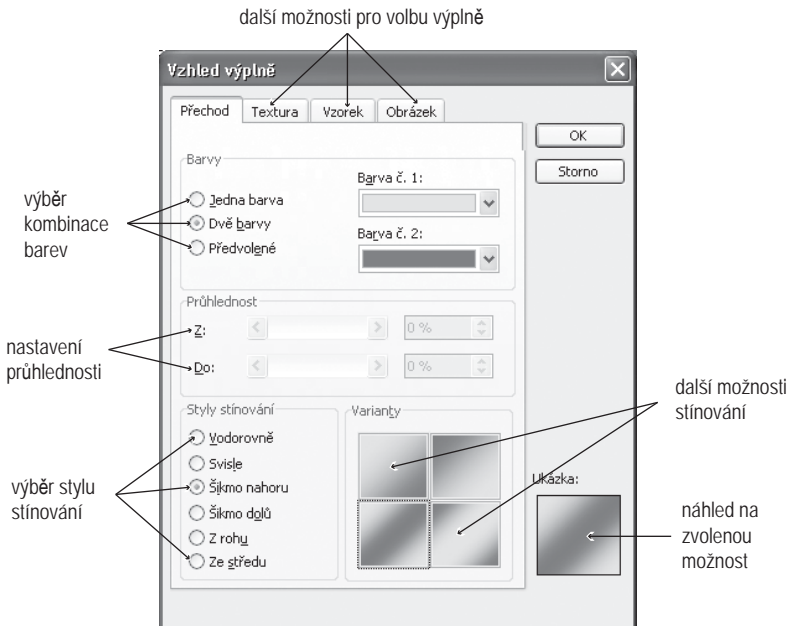 další možnosti pro volbu výplně
Vzhled výplně
Přechod Textura Vzorek Obrázek
OK
Storno
Barvy
Jedna barva
Dvě barvy
Předvolené
Barva č. 1:
Barva č. 2:
výběr
kombinace
barev
Průhlednost
Z: 0 %
Do: 0 %
nastavení
průhlednosti
Styly stínování
Vodorovně
Svisle
Šikmo nahoru
Šikmo dolů
Z rohu
Ze středu
výběr stylu
stínování
Varianty
další možnosti
stínování
Ukázka:
náhled na
zvolenou
možnost